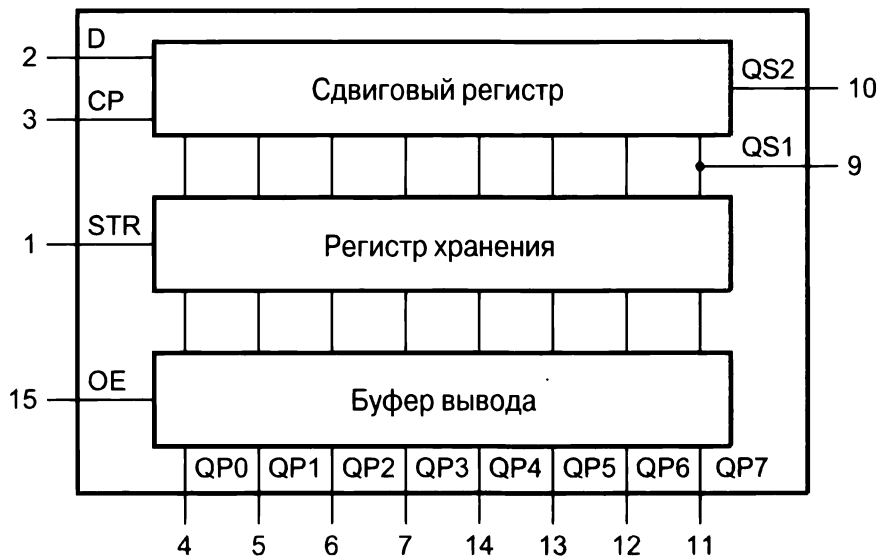 D
2
QS2
Сдвиговый регистр
10
CP
3
QS1
9
STR
1
Регистр хранения
OE
15
Буфер вывода
QP0 QP1 QP2 QP3 QP4 QP5 QP6 QP7
4 5 6 7 14 13 12 11